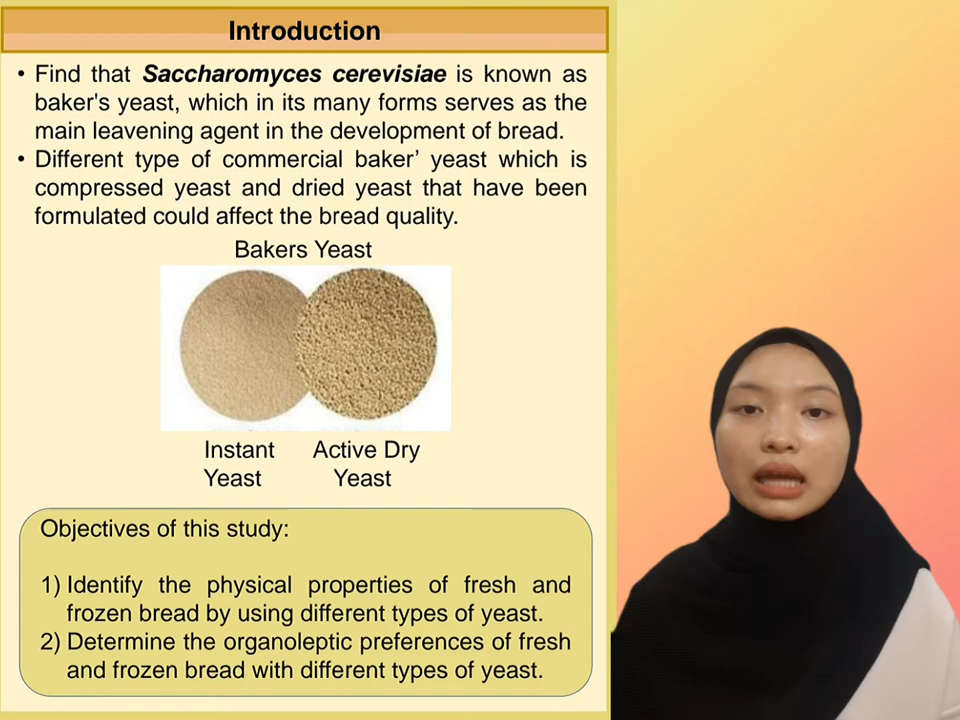 Introduction
• Find that Saccharomyces cerevisiae is known as
baker's yeast, which in its many forms serves as the
main leavening agent in the development of bread.
• Different type of commercial baker’ yeast which is
compressed yeast and dried yeast that have been
formulated could affect the bread quality.
Bakers Yeast
Instant Yeast
Active Dry Yeast
Objectives of this study:
1) Identify the physical properties of fresh and
frozen bread by using different types of yeast.
2) Determine the organoleptic preferences of fresh
and frozen bread with different types of yeast.